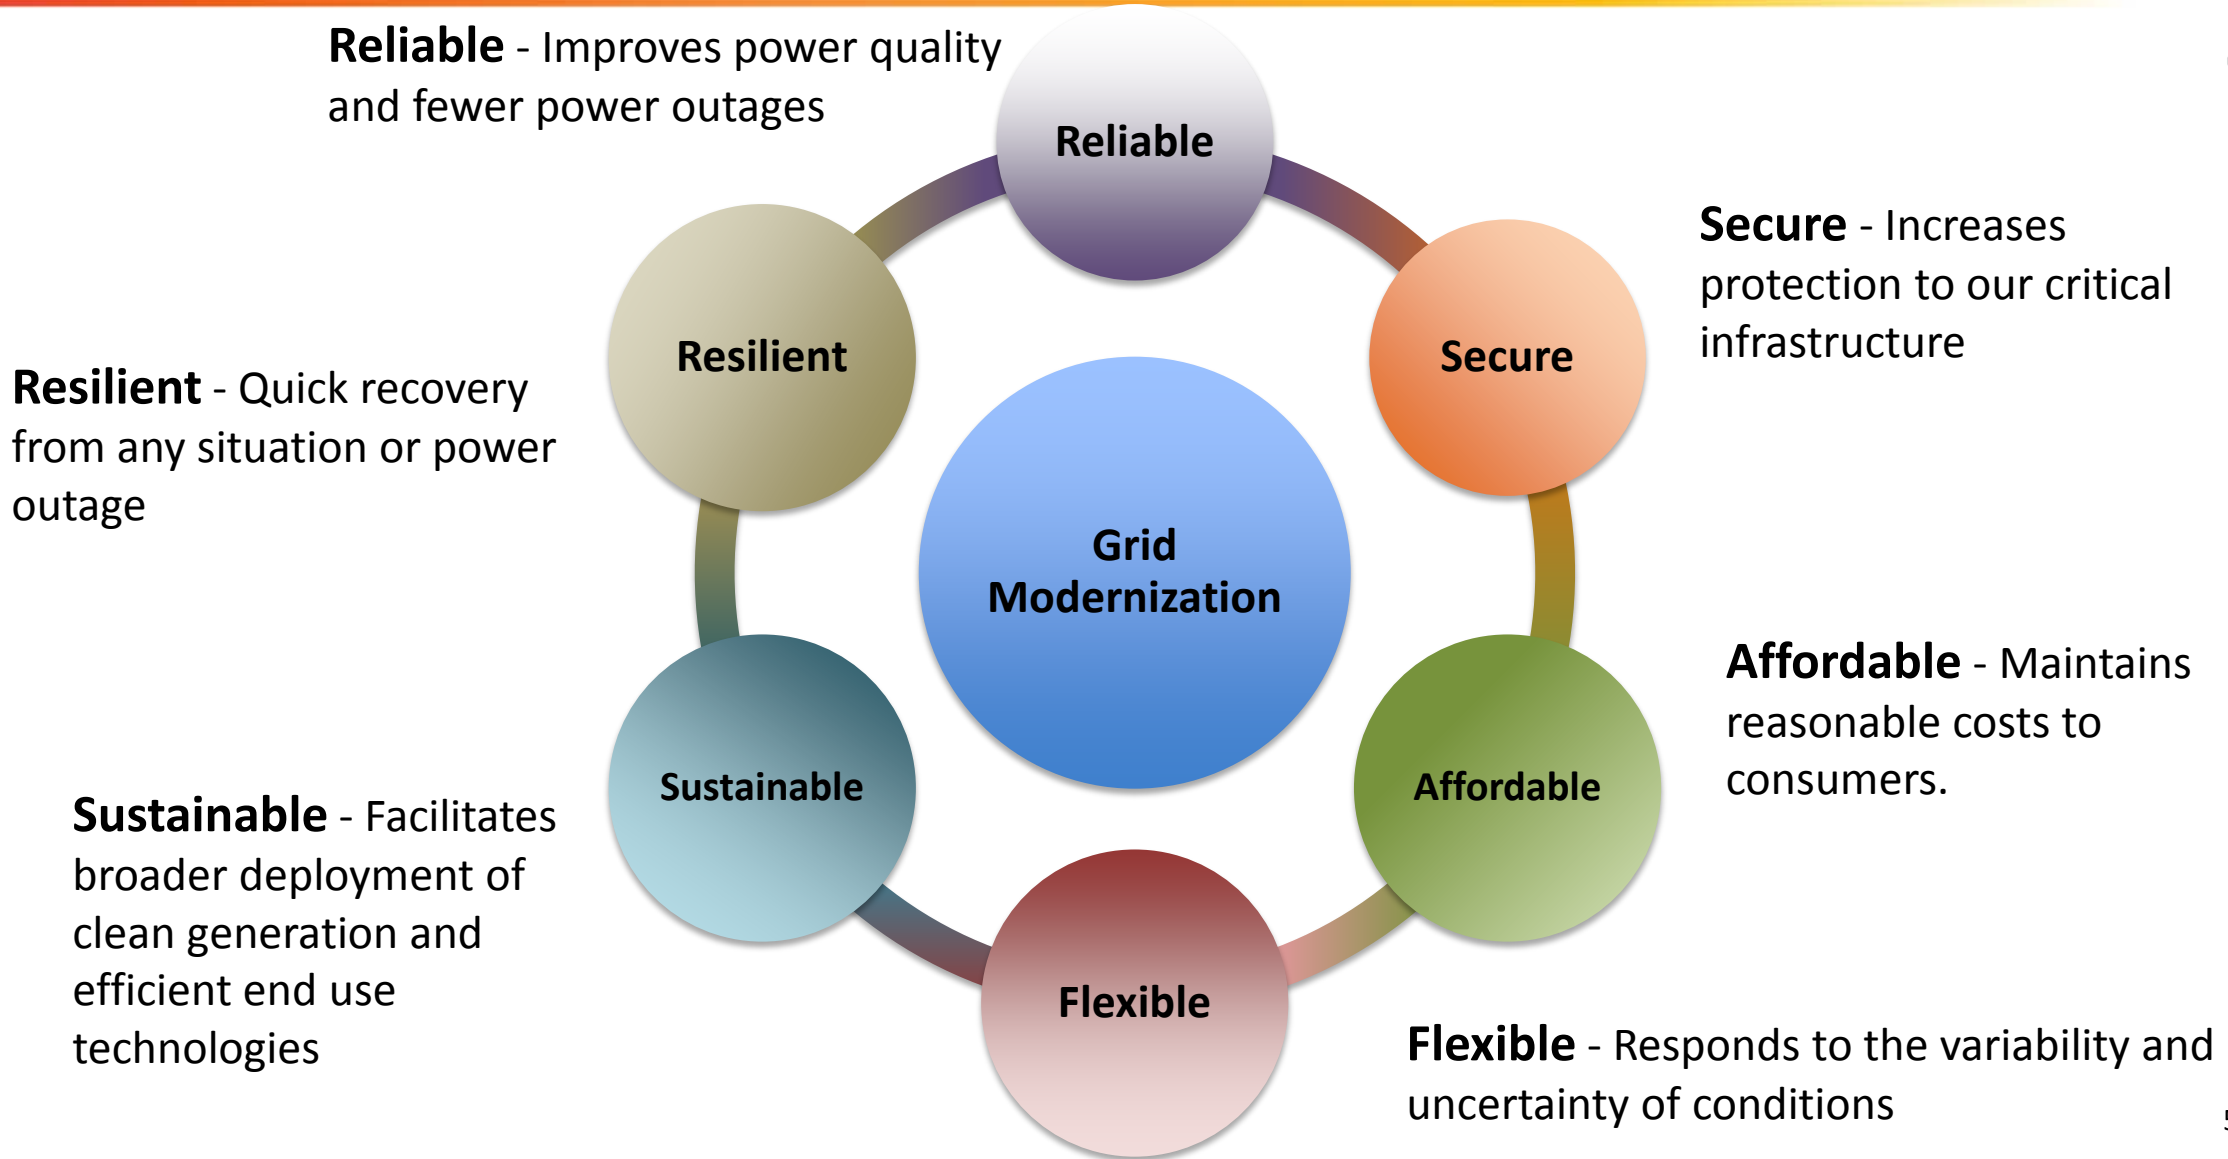 Reliable - Improves power quality
and fewer power outages
Reliable
Secure - Increases
protection to our critical
infrastructure
Resilient
Secure
Resilient - Quick recovery
from any situation or power
outage
Grid
Modernization
Affordable - Maintains
reasonable costs to
consumers.
Sustainable
Affordable
Sustainable - Facilitates
broader deployment of
clean generation and
efficient end use
technologies
Flexible
Flexible - Responds to the variability and
uncertainty of conditions